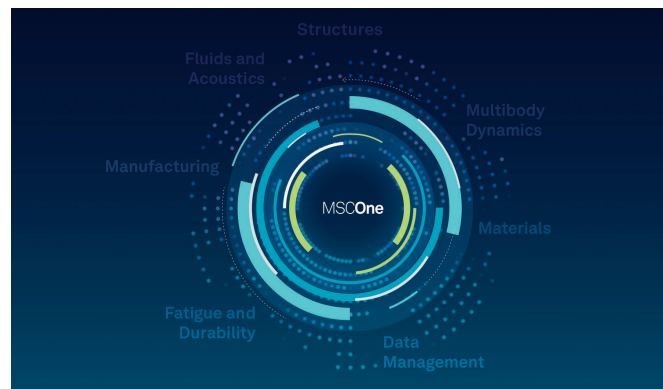 Structures
Fluids and
Acoustics
Multibody
Dynamics
Manufacturing
MSCOne
Materials
Fatigue and
Durability
Data
Management